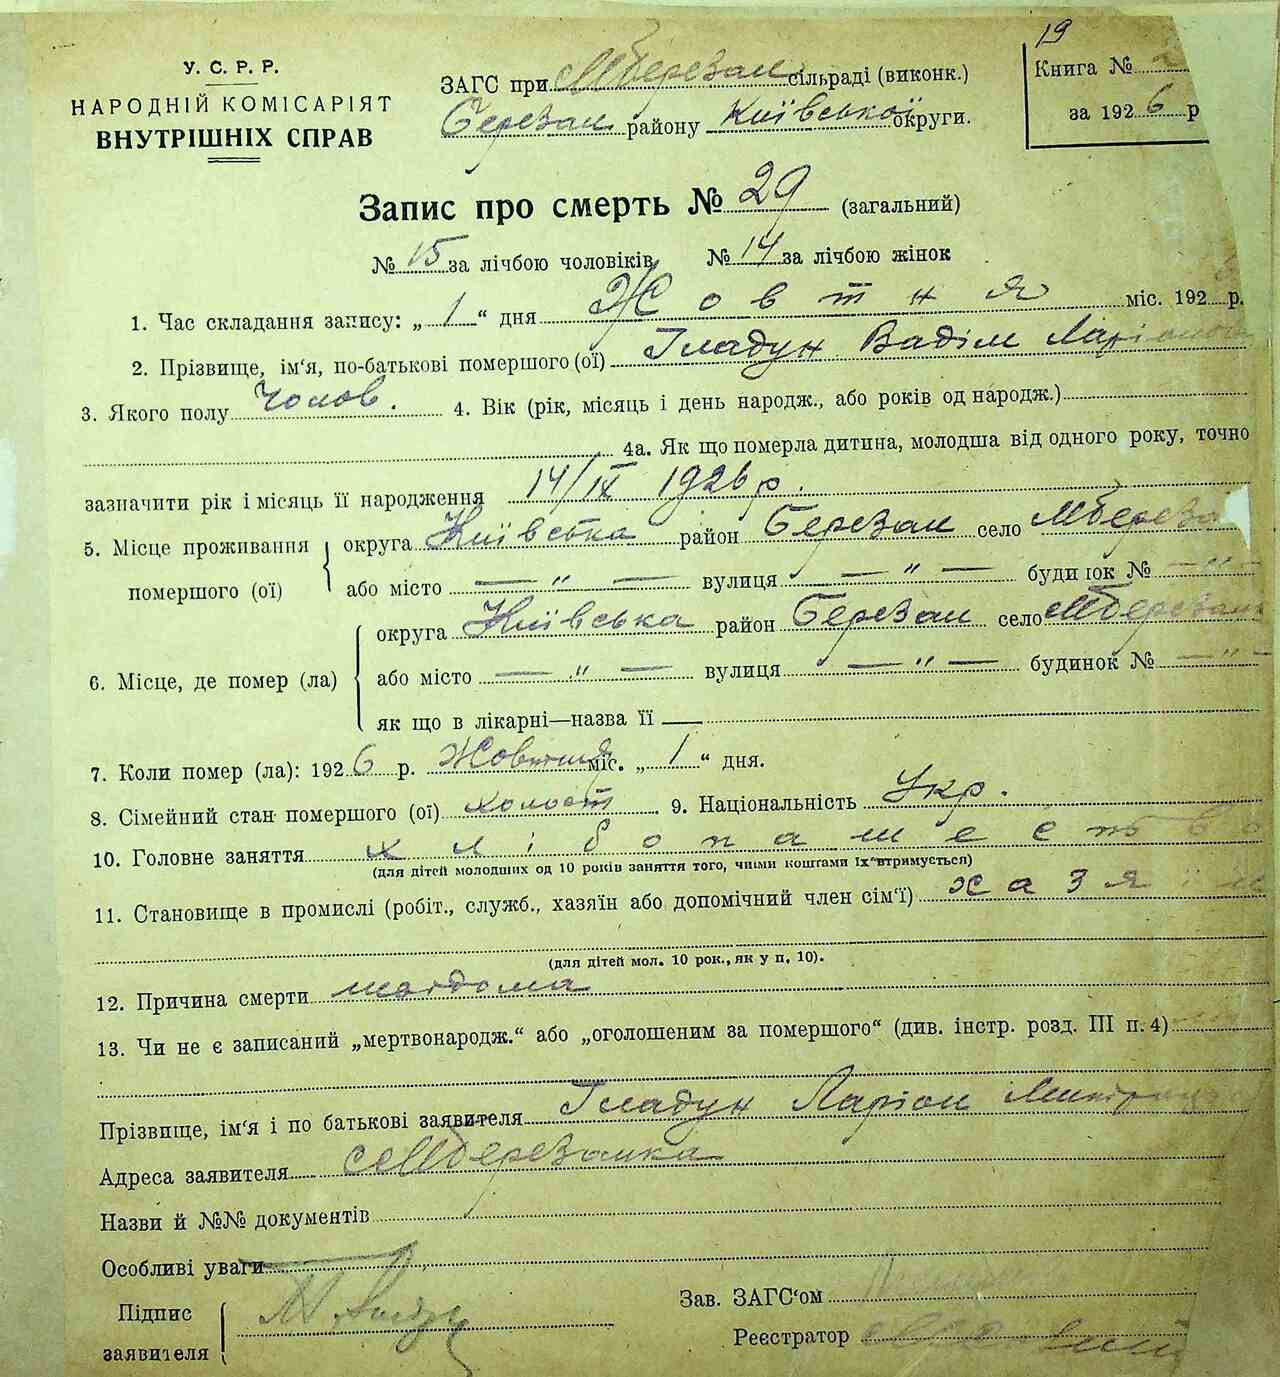 19
У. С. Р. Р.
НАРОДНІЙ КОМІСАРІЯТ
ВНУТРІШНІХ СПРАВ
ЗАГС при МБерезан сільраді (виконк.)
Березан району Київської округи.
Книга №
за 1926 р
Запис про смерть № 29 (загальний)
№ 15 за лічбою чоловіків № 14 за лічбою жінок
1. Час складання запису: „ 1 “ дня Жовтня міс. 192 р.
2. Прізвище, ім'я, по-батькові помершого (ої) Гладун Вадім Ларіонов
3. Якого полу Чолов. 4. Вік (рік, місяць і день народж., або років од народж.)
4а. Як що померла дитина, молодша від одного року, точно
зазначити рік і місяць її народження 14/IX 1926 р.
5. Місце проживання помершого (ої) округа Київська район Березан село МБереза
або місто — " — вулиця — " — будинок № — " —
6. Місце, де помер (ла) округа Київська район Березан село МБерезан
або місто — " — вулиця — " — будинок № — " —
як що в лікарні—назва її —
7. Коли помер (ла): 1926 р. Жовтня міс. „ 1 “ дня.
8. Сімейний стан помершого (ої) холост 9. Національність Укр.
10. Головне заняття хлібопашество
(для дітей молодших од 10 років заняття того, чиїми коштами їх втримується)
11. Становище в промислі (робіт., служб., хазяїн або допомічний член сім'ї) хазяїн
(для дітей мол. 10 рок., як у п. 10).
12. Причина смерти
13. Чи не є записаний „мертвонародж.“ або „оголошеним за помершого“ (див. інстр. розд. III п. 4)
Прізвище, ім'я і по батькові заявителя Гладун Ларіон
Адреса заявителя с МБерезанка
Назви й №№ документів
Особливі уваги
Підпис заявителя
Зав. ЗАГС'ом
Реєстратор